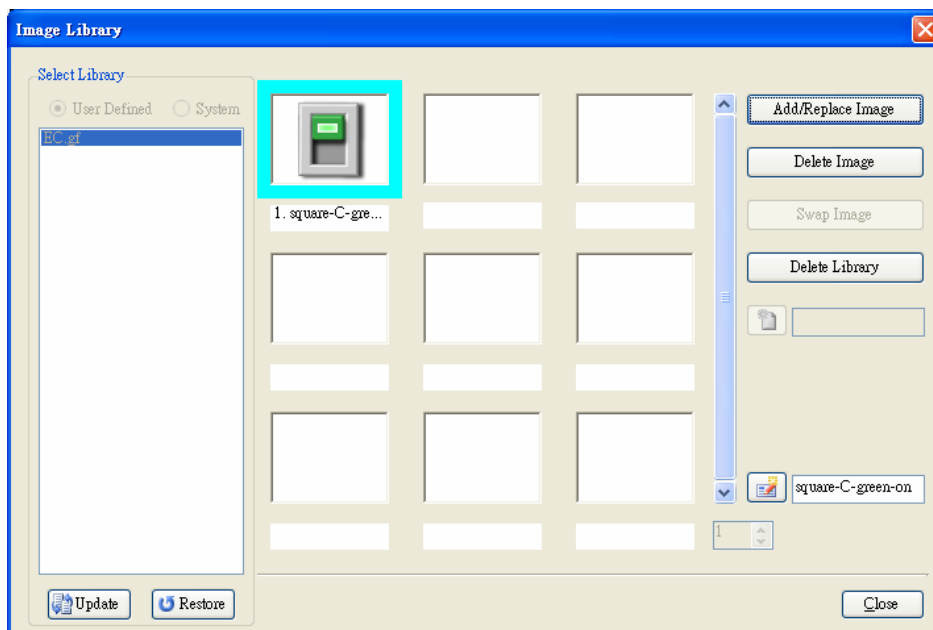 Image Library
Select Library
User Defined System
EC.gf
1. square-C-gre...
Add/Replace Image
Delete Image
Swap Image
Delete Library
square-C-green-on
1
Update Restore
Close